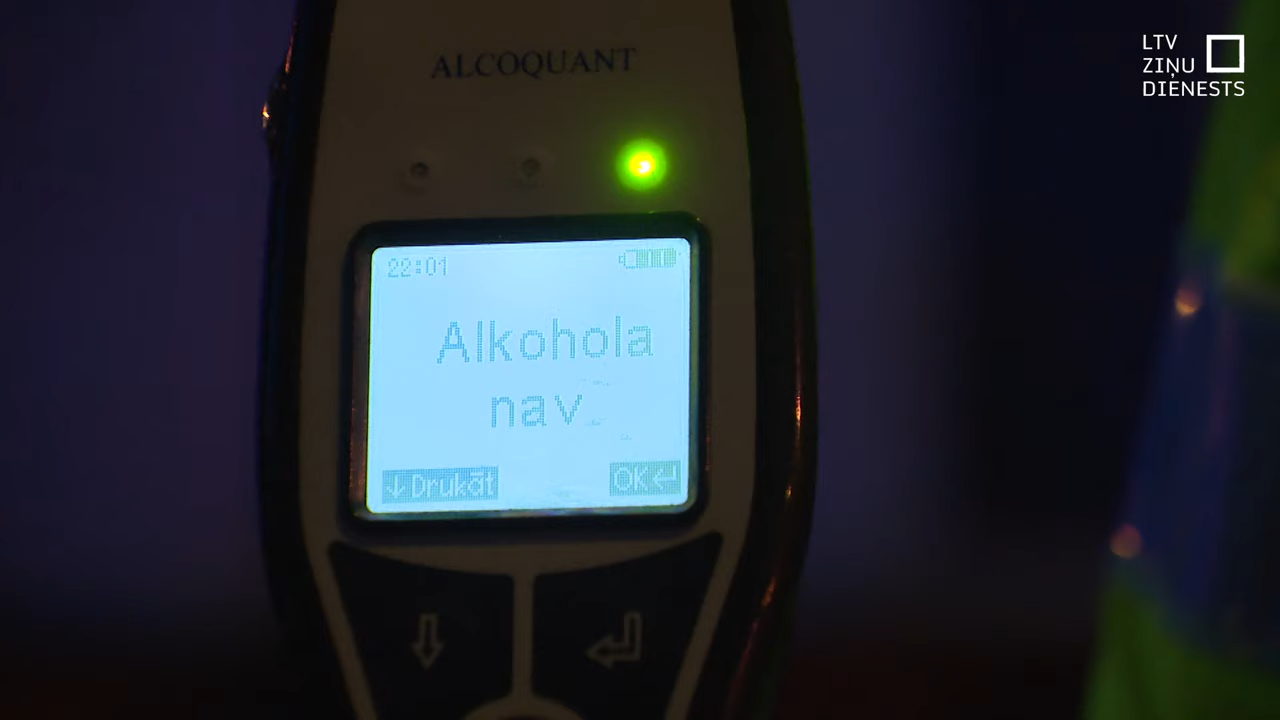 ALCOQUANT
LTV
ZIŅU
DIENESTS
22:01
Alkohola
nav
↓ Drukāt
OK ↵